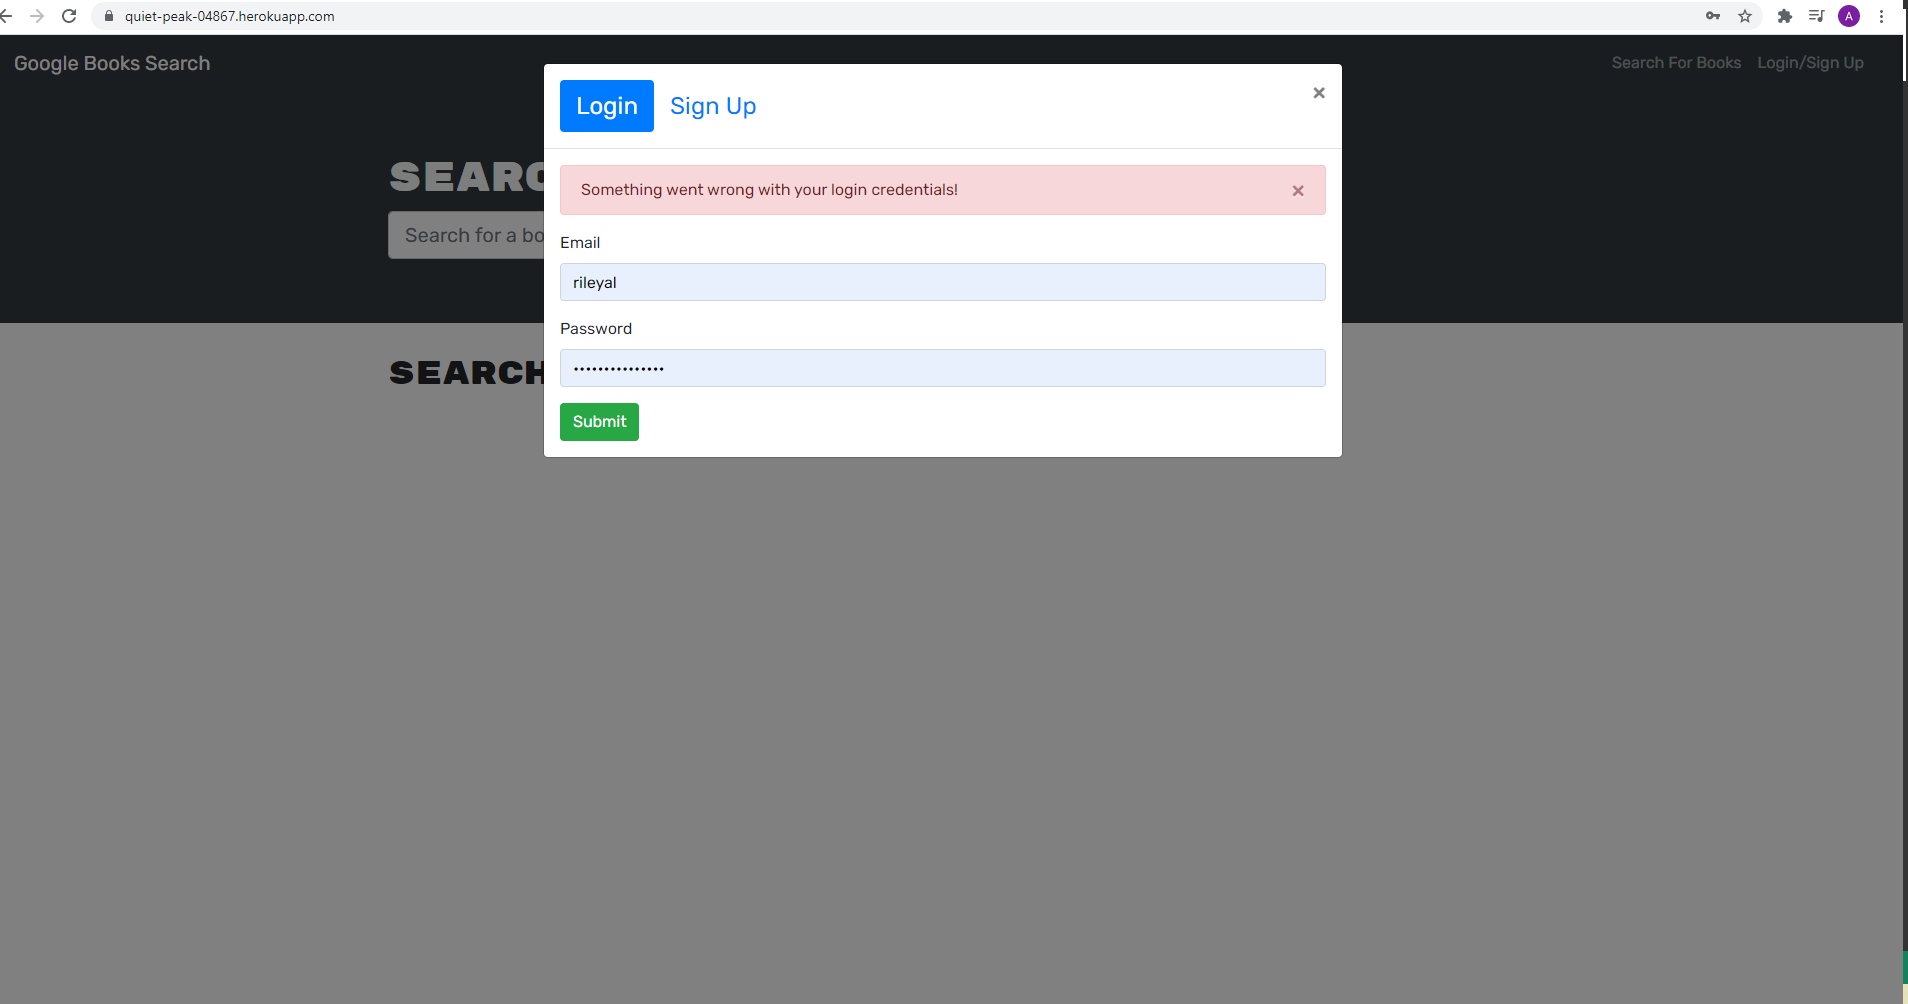 quiet-peak-04867.herokuapp.com
A
Google Books Search
Search For Books Login/Sign Up
Login Sign Up
×
SEARC
Something went wrong with your login credentials! ×
Search for a bo
Email
rileyal
Password
•••••••••••••••
SEARCH
Submit